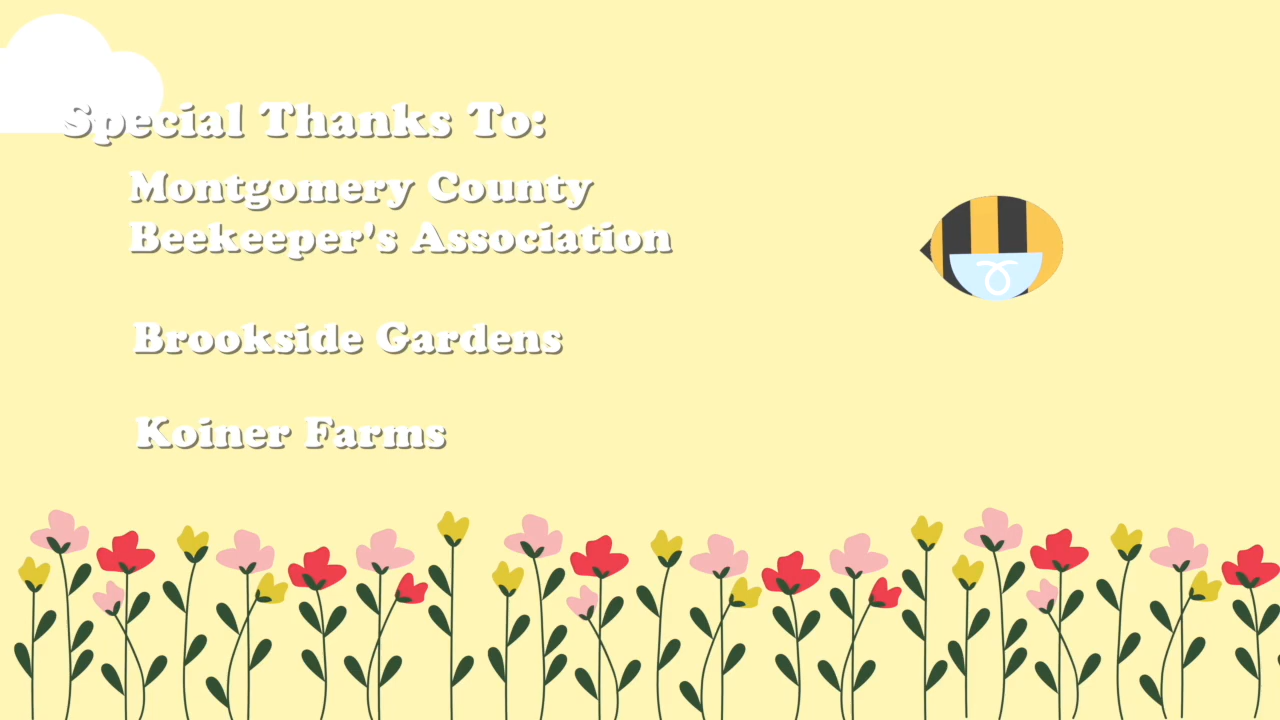 Special Thanks To:
Montgomery County
Beekeeper's Association
Brookside Gardens
Koiner Farms